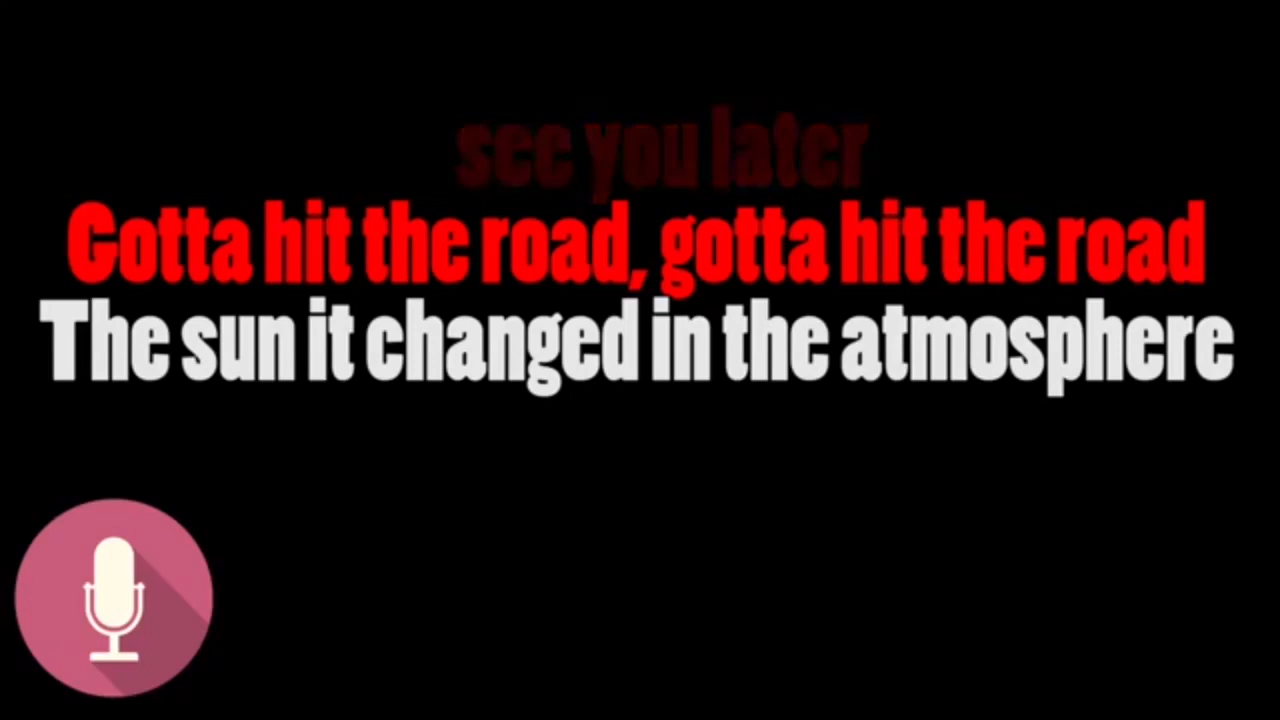 see you later
Gotta hit the road, gotta hit the road
The sun it changed in the atmosphere